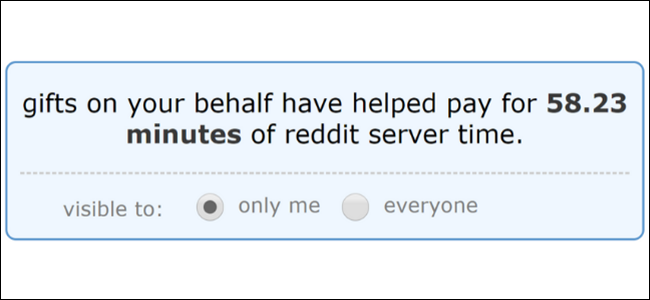 gifts on your behalf have helped pay for 58.23
minutes of reddit server time.
visible to: only me everyone